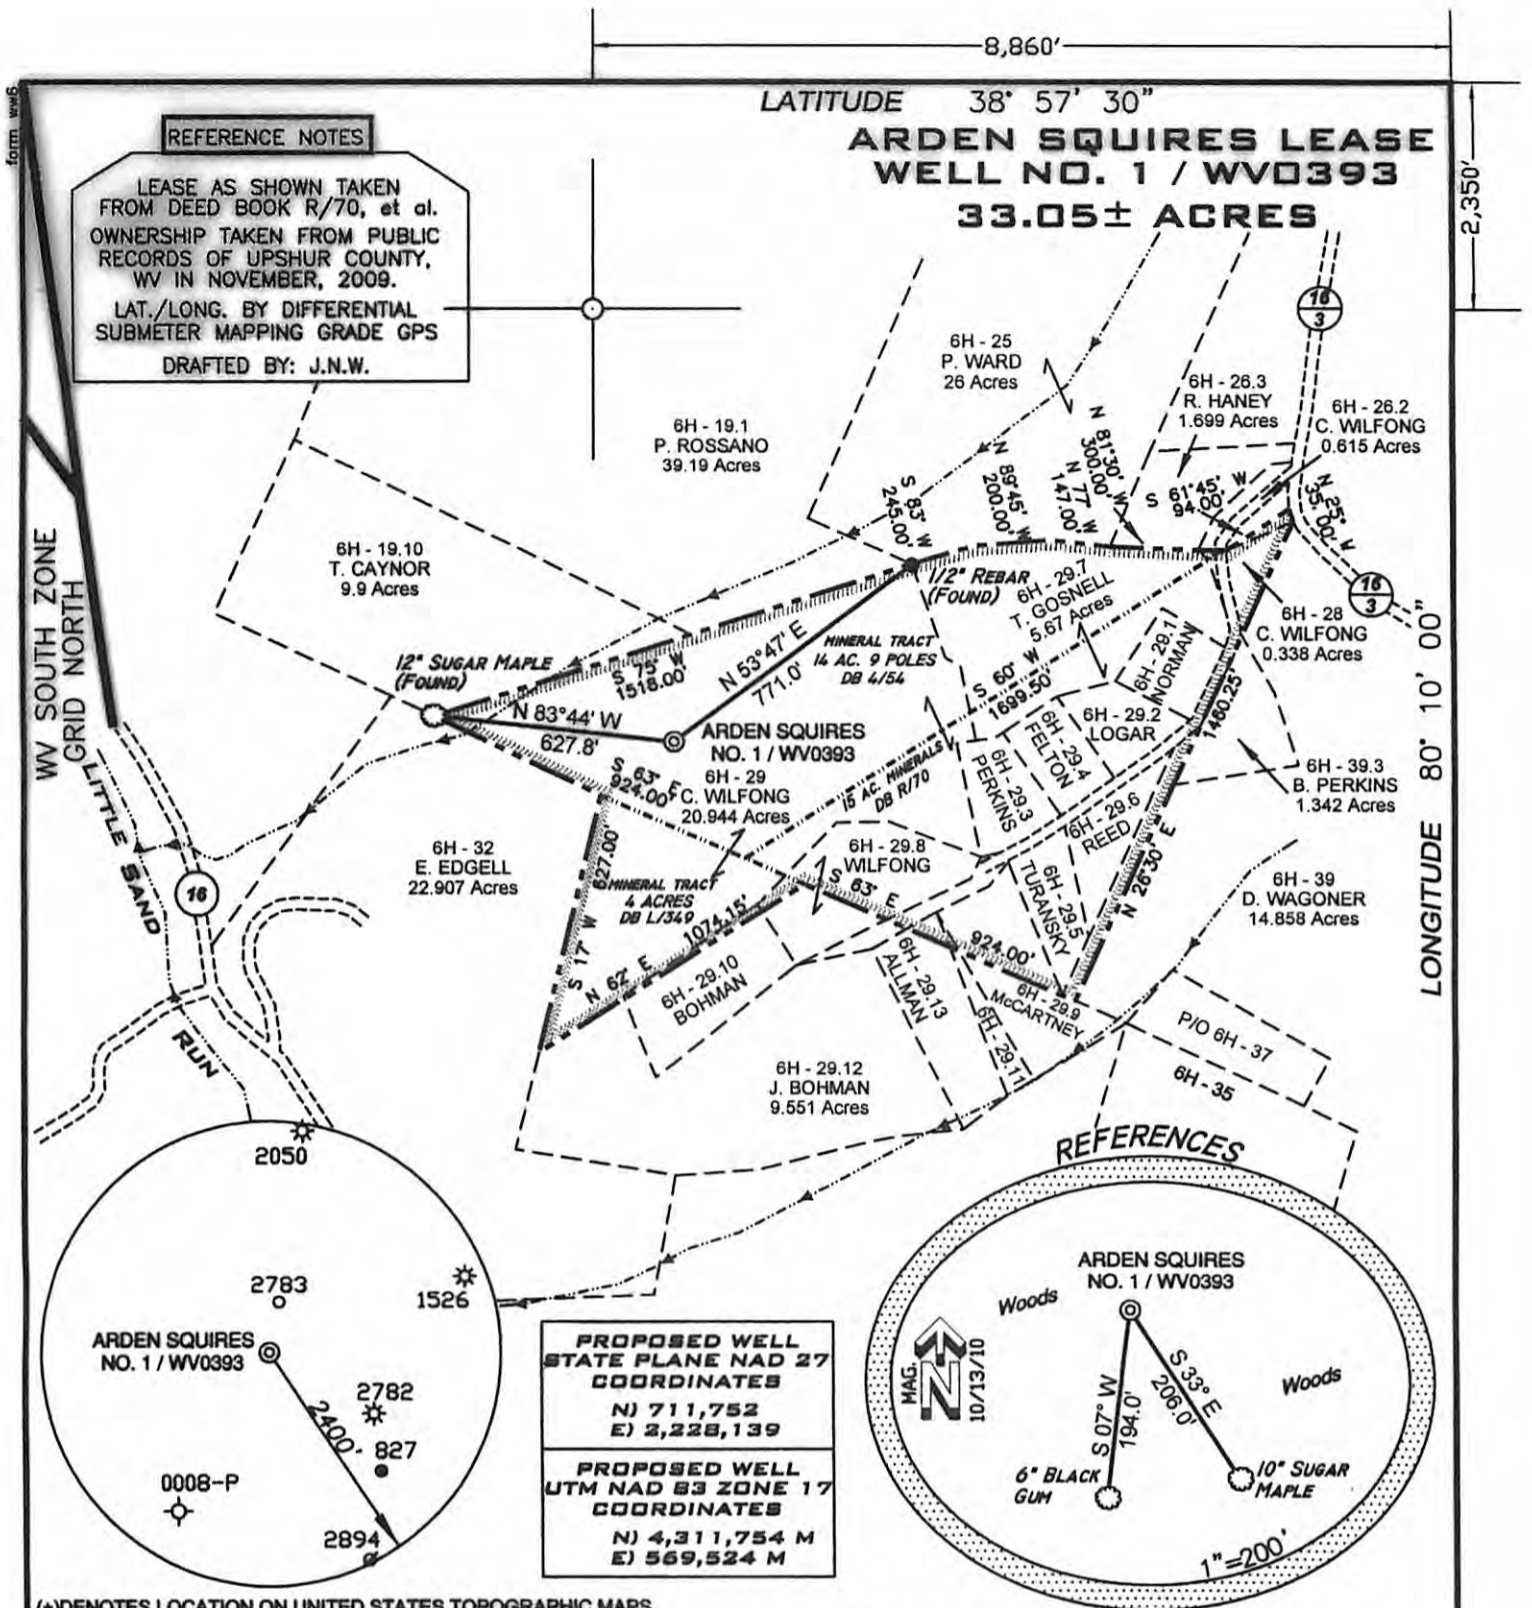 8,860'
form ww6
LATITUDE 38° 57' 30"
ARDEN SQUIRES LEASE
WELL NO. 1 / WV0393
33.05± ACRES
2,350'
REFERENCE NOTES
LEASE AS SHOWN TAKEN
FROM DEED BOOK R/70, et al.
OWNERSHIP TAKEN FROM PUBLIC
RECORDS OF UPSHUR COUNTY,
WV IN NOVEMBER, 2009.
LAT./LONG. BY DIFFERENTIAL
SUBMETER MAPPING GRADE GPS
DRAFTED BY: J.N.W.
16
3
6H - 25
P. WARD
26 Acres
6H - 26.3
R. HANEY
1.699 Acres
6H - 26.2
C. WILFONG
0.615 Acres
6H - 19.1
P. ROSSANO
39.19 Acres
S 83° W
245.00'
N 89°45' W
200.00'
N 81°30' W
300.00'
N 77° W
147.00'
S 61°45' W
94.00'
N 25° W
35.00'
WV SOUTH ZONE
GRID NORTH
6H - 19.10
T. CAYNOR
9.9 Acres
1/2" REBAR
(FOUND)
6H - 29.7
T. GOSNELL
5.67 Acres
16
3
6H - 28
C. WILFONG
0.338 Acres
12" SUGAR MAPLE
(FOUND)
S 75° W
1518.00'
N 53°47' E
771.0'
MINERAL TRACT
14 AC. 9 POLES
DB 4/54
S 60° W
1699.50'
6H - 29.11
NORMAN
6H - 29.2
LOGAR
1460.25'
N 26°30' E
N 83°44' W
627.8'
ARDEN SQUIRES
NO. 1 / WV0393
S 63° E
924.00'
6H - 29
C. WILFONG
20.944 Acres
15 AC. MINERALS
DB R/70
6H - 29.3
PERKINS
6H - 29.4
FELTON
6H - 39.3
B. PERKINS
1.342 Acres
LONGITUDE 80° 10' 00"
LITTLE SAND
RUN
16
6H - 32
E. EDGELL
22.907 Acres
S 17° W
627.00'
MINERAL TRACT
4 ACRES
DB L/349
6H - 29.8
WILFONG
6H - 29.6
REED
6H - 29.5
TURANSKY
6H - 39
D. WAGONER
14.858 Acres
N 62° E
1074.15'
S 63° E
924.00'
6H - 29.10
BOHMAN
6H - 29.13
ALLMAN
6H - 29.9
McCARTNEY
6H - 29.11
P/O 6H - 37
6H - 35
6H - 29.12
J. BOHMAN
9.551 Acres
2050
2783
1526
ARDEN SQUIRES
NO. 1 / WV0393
2782
2400'
827
0008-P
2894
PROPOSED WELL
STATE PLANE NAD 27
COORDINATES
N) 711,752
E) 2,228,139
PROPOSED WELL
UTM NAD 83 ZONE 17
COORDINATES
N) 4,311,754 M
E) 569,524 M
REFERENCES
ARDEN SQUIRES
NO. 1 / WV0393
Woods
Woods
MAG.
N
10/13/10
S 07° W
194.0'
S 33° E
206.0'
6" BLACK
GUM
10" SUGAR
MAPLE
1"=200'
(+)DENOTES LOCATION ON UNITED STATES TOPOGRAPHIC MAPS